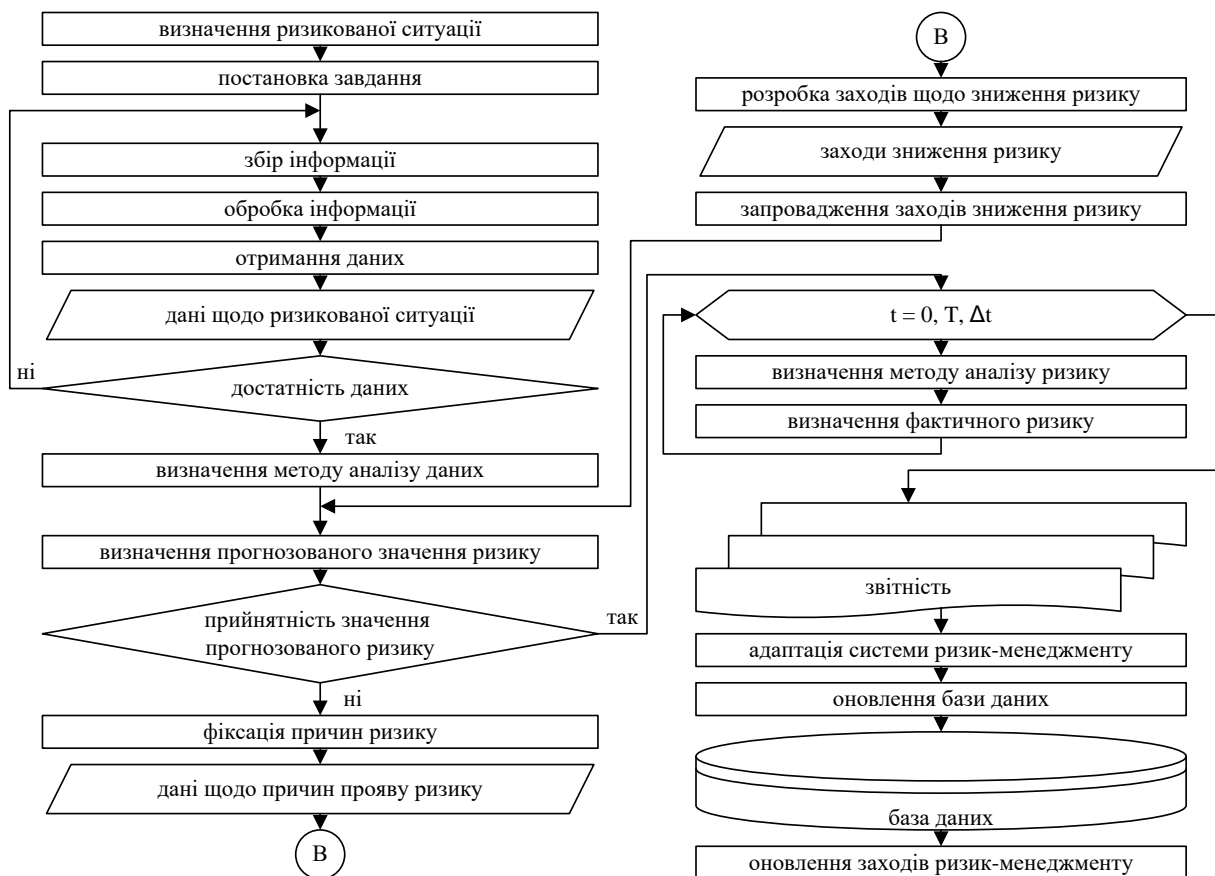 визначення ризикованої ситуації
постановка завдання
збір інформації
обробка інформації
отримання даних
дані щодо ризикованої ситуації
ні
достатність даних
так
визначення методу аналізу даних
визначення прогнозованого значення ризику
прийнятність значення
прогнозованого ризику
так
ні
фіксація причин ризику
дані щодо причин прояву ризику
В
В
розробка заходів щодо зниження ризику
заходи зниження ризику
запровадження заходів зниження ризику
t = 0, T, Δt
визначення методу аналізу ризику
визначення фактичного ризику
звітність
адаптація системи ризик-менеджменту
оновлення бази даних
база даних
оновлення заходів ризик-менеджменту